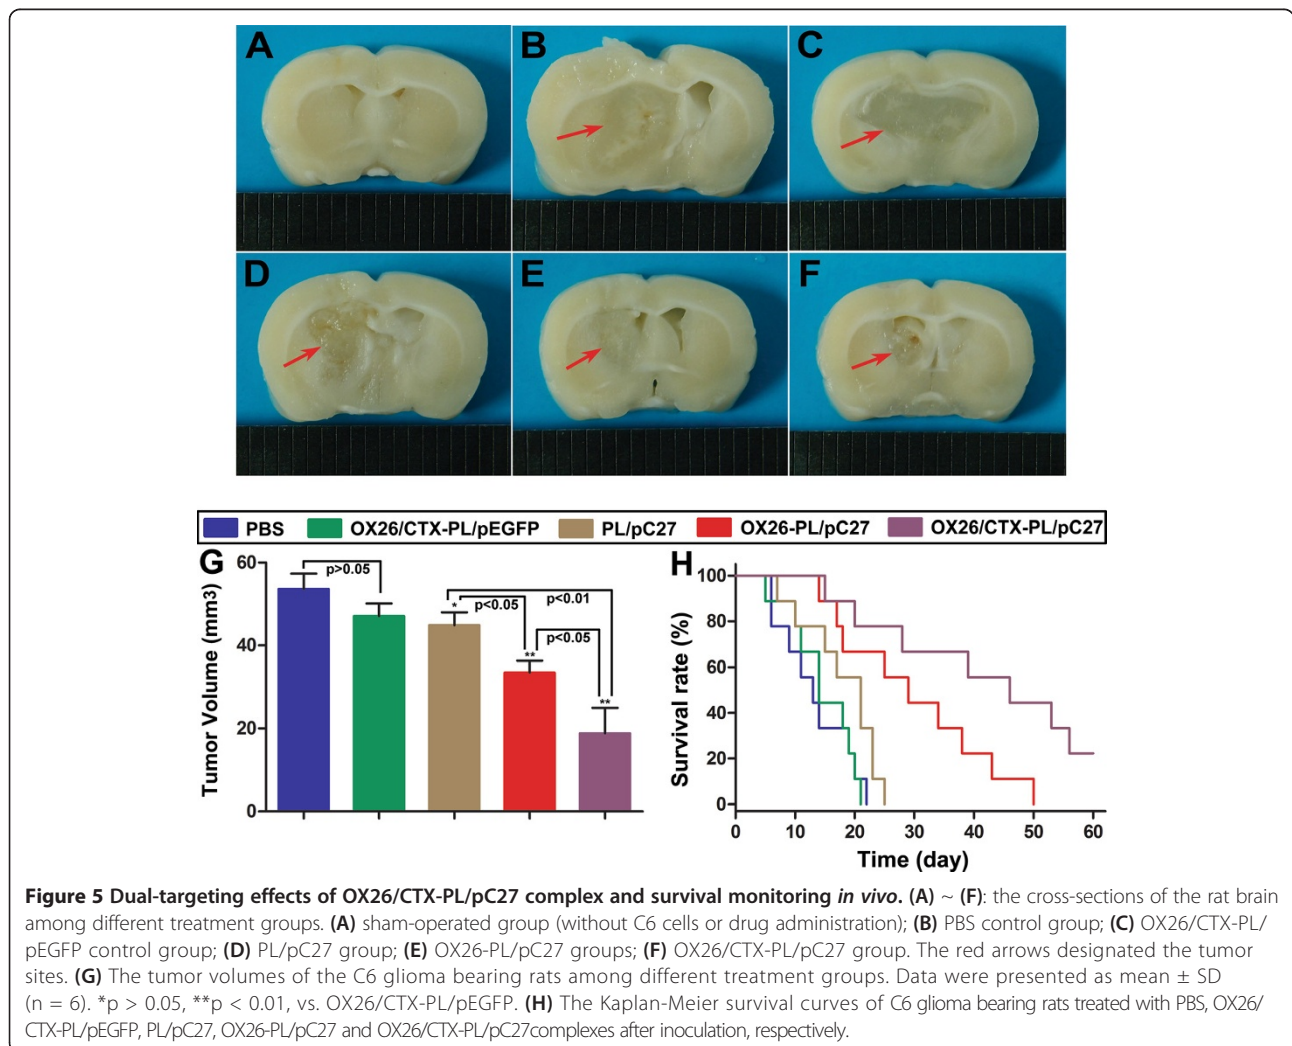 A
B
C
D
E
F
PBS
OX26/CTX-PL/pEGFP
PL/pC27
OX26-PL/pC27
OX26/CTX-PL/pC27
G
Tumor Volume (mm3)
60
40
20
0
p>0.05
*
p<0.05
p<0.01
p<0.05
**
**
H
Survival rate (%)
100
80
60
40
20
0
0 10 20 30 40 50 60
Time (day)
Figure 5 Dual-targeting effects of OX26/CTX-PL/pC27 complex and survival monitoring in vivo. (A) ~ (F): the cross-sections of the rat brain
among different treatment groups. (A) sham-operated group (without C6 cells or drug administration); (B) PBS control group; (C) OX26/CTX-PL/
pEGFP control group; (D) PL/pC27 group; (E) OX26-PL/pC27 groups; (F) OX26/CTX-PL/pC27 group. The red arrows designated the tumor
sites. (G) The tumor volumes of the C6 glioma bearing rats among different treatment groups. Data were presented as mean ± SD
(n = 6). *p > 0.05, **p < 0.01, vs. OX26/CTX-PL/pEGFP. (H) The Kaplan-Meier survival curves of C6 glioma bearing rats treated with PBS, OX26/
CTX-PL/pEGFP, PL/pC27, OX26-PL/pC27 and OX26/CTX-PL/pC27complexes after inoculation, respectively.